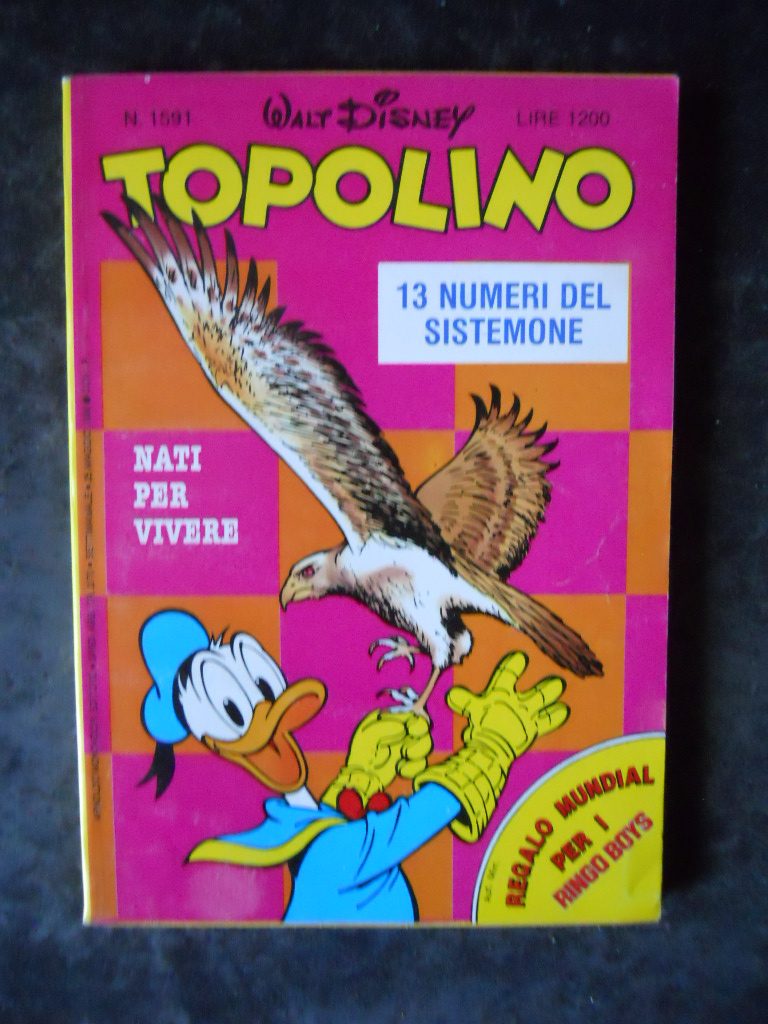 N. 1591
WALT DISNEY
LIRE 1200
TOPOLINO
13 NUMERI DEL
SISTEMONE
NATI
PER
VIVERE
REGALO MUNDIAL
PER I
RINGO BOYS